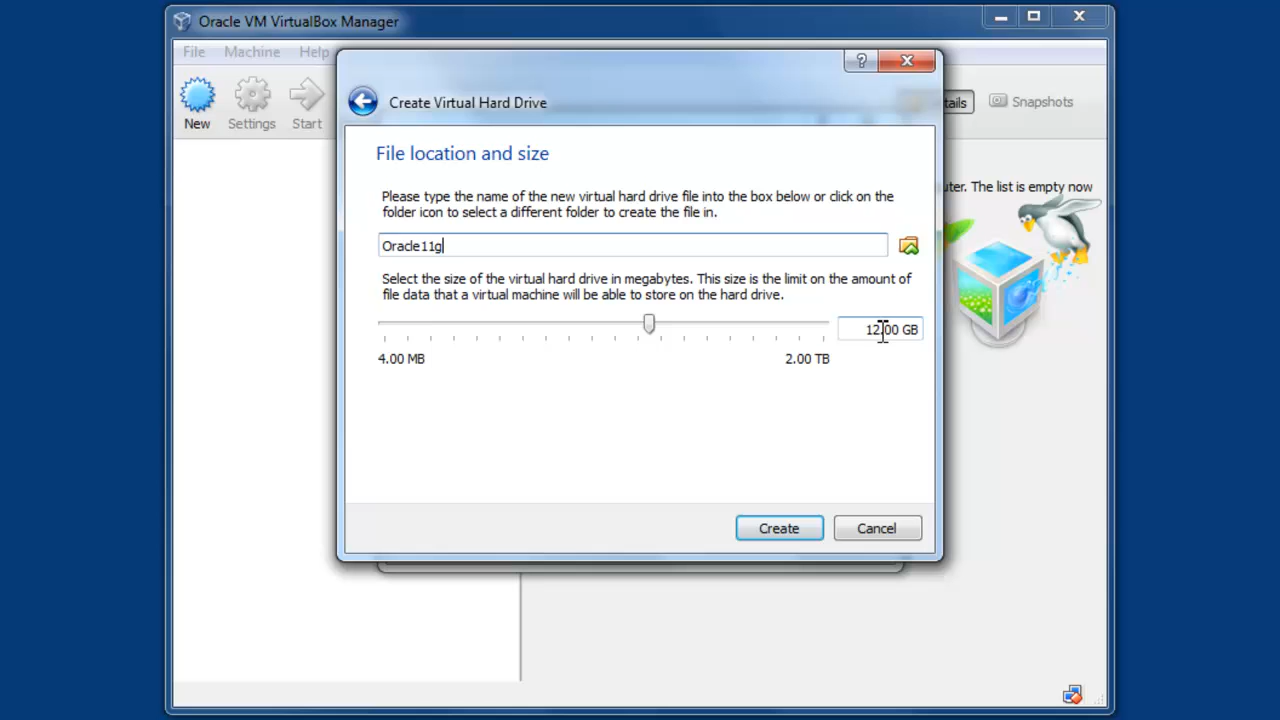 Oracle VM VirtualBox Manager
File Machine Help
New Settings Start
tails Snapshots
Create Virtual Hard Drive
File location and size
Please type the name of the new virtual hard drive file into the box below or click on the
folder icon to select a different folder to create the file in.
uter. The list is empty now
Oracle11g
Select the size of the virtual hard drive in megabytes. This size is the limit on the amount of
file data that a virtual machine will be able to store on the hard drive.
12.00 GB
4.00 MB 2.00 TB
Create Cancel